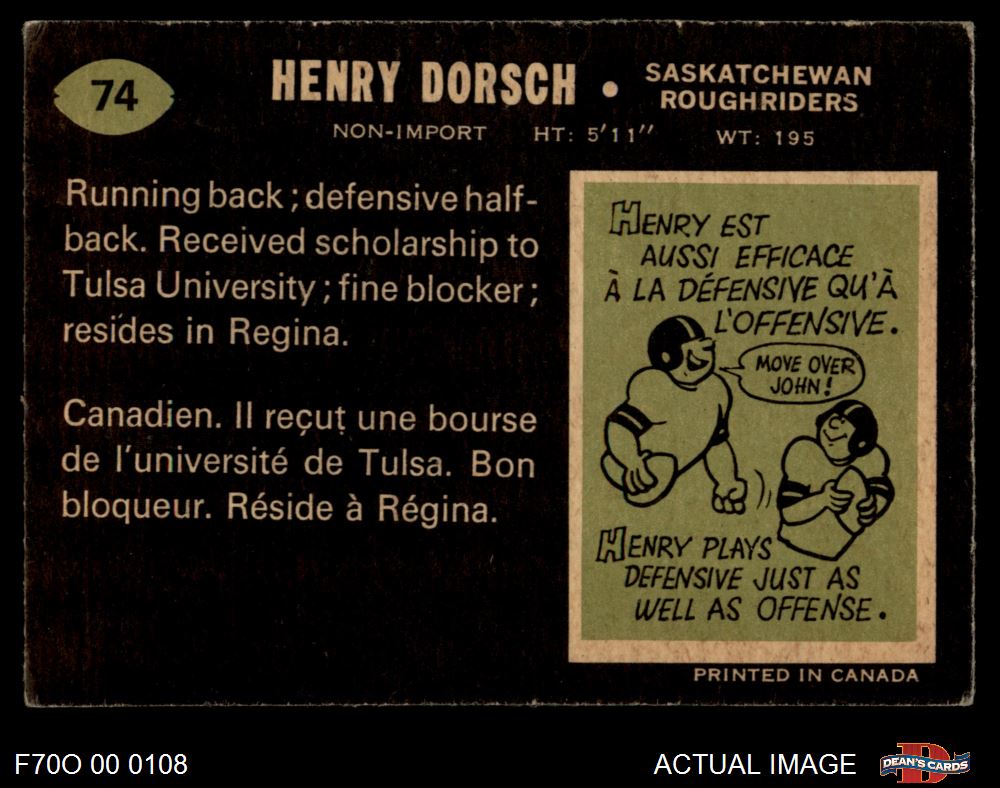 74
HENRY DORSCH • SASKATCHEWAN ROUGHRIDERS
NON-IMPORT HT: 5'11" WT: 195
Running back ; defensive half-
back. Received scholarship to
Tulsa University ; fine blocker ;
resides in Regina.
Canadien. Il reçut une bourse
de l'université de Tulsa. Bon
bloqueur. Réside à Régina.
HENRY EST
AUSSI EFFICACE
À LA DÉFENSIVE QU'À
L'OFFENSIVE.
MOVE OVER
JOHN!
HENRY PLAYS
DEFENSIVE JUST AS
WELL AS OFFENSE.
PRINTED IN CANADA
F70O 00 0108
ACTUAL IMAGE
D
DEAN'S CARDS